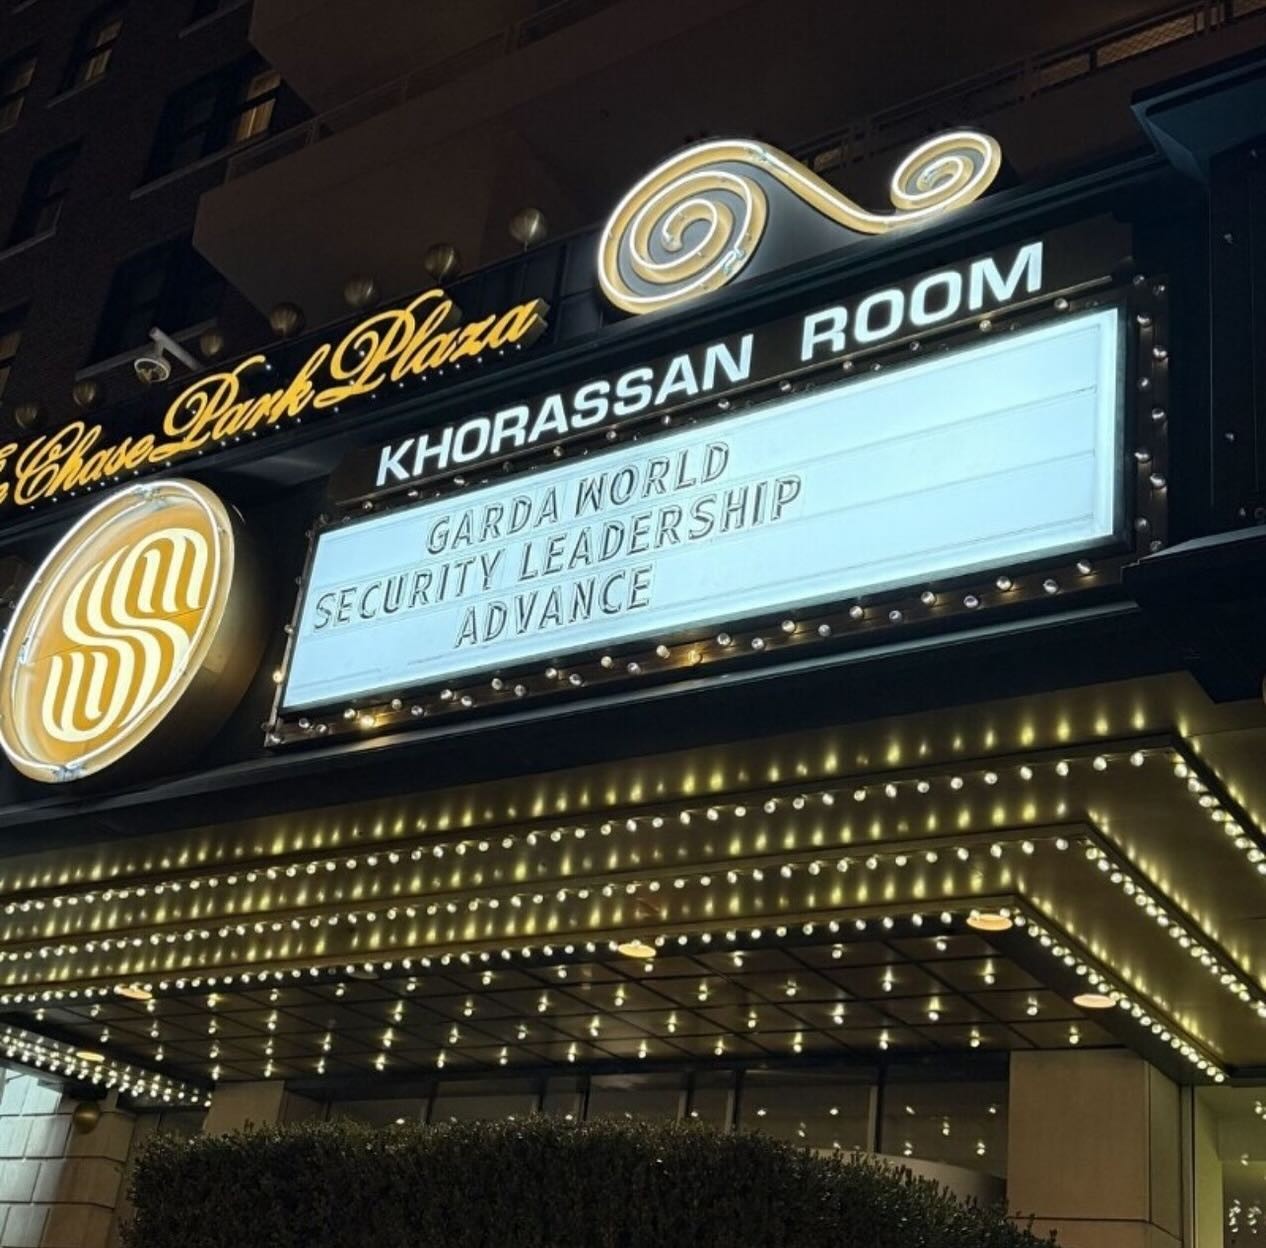 Chase Park Plaza
KHORASSAN ROOM
GARDA WORLD
SECURITY LEADERSHIP
ADVANCE